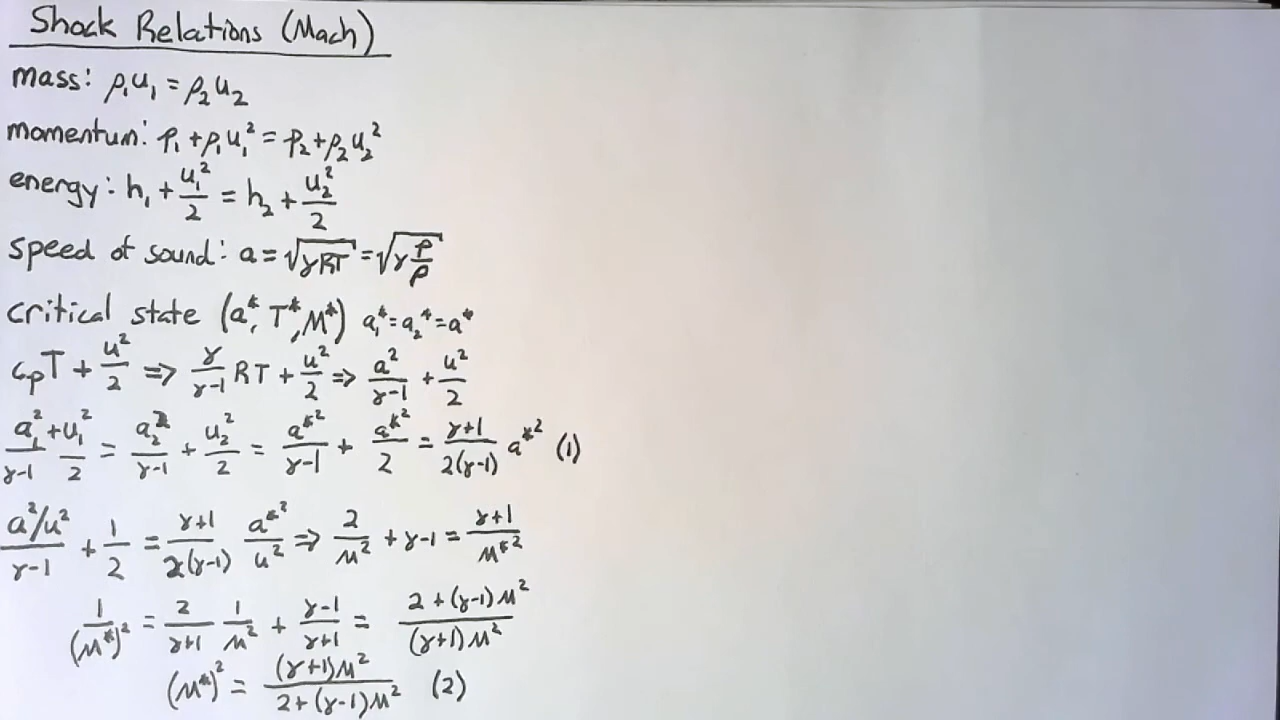 Shock Relations (Mach)
mass: ρ₁u₁ = ρ₂u₂
momentum: p₁ + ρ₁u₁² = p₂ + ρ₂u₂²
energy: h₁ + u₁²/2 = h₂ + u₂²/2
speed of sound: a = √(γRT) = √(γ p/ρ)
critical state (a*, T*, M*) a₁* = a₂* = a*
c_pT + u²/2 ⇒ γ/(γ-1) RT + u²/2 ⇒ a²/(γ-1) + u²/2
a₁²/(γ-1) + u₁²/2 = a₂²/(γ-1) + u₂²/2 = a*²/(γ-1) + a*²/2 = (γ+1)/(2(γ-1)) a*² (1)
(a²/u²)/(γ-1) + 1/2 = (γ+1)/(2(γ-1)) a*²/u² ⇒ 2/M² + γ-1 = (γ+1)/M*²
1/(M*)² = 2/(γ+1) 1/M² + (γ-1)/(γ+1) = (2+(γ-1)M²)/((γ+1)M²)
(M*)² = ((γ+1)M²)/(2+(γ-1)M²) (2)